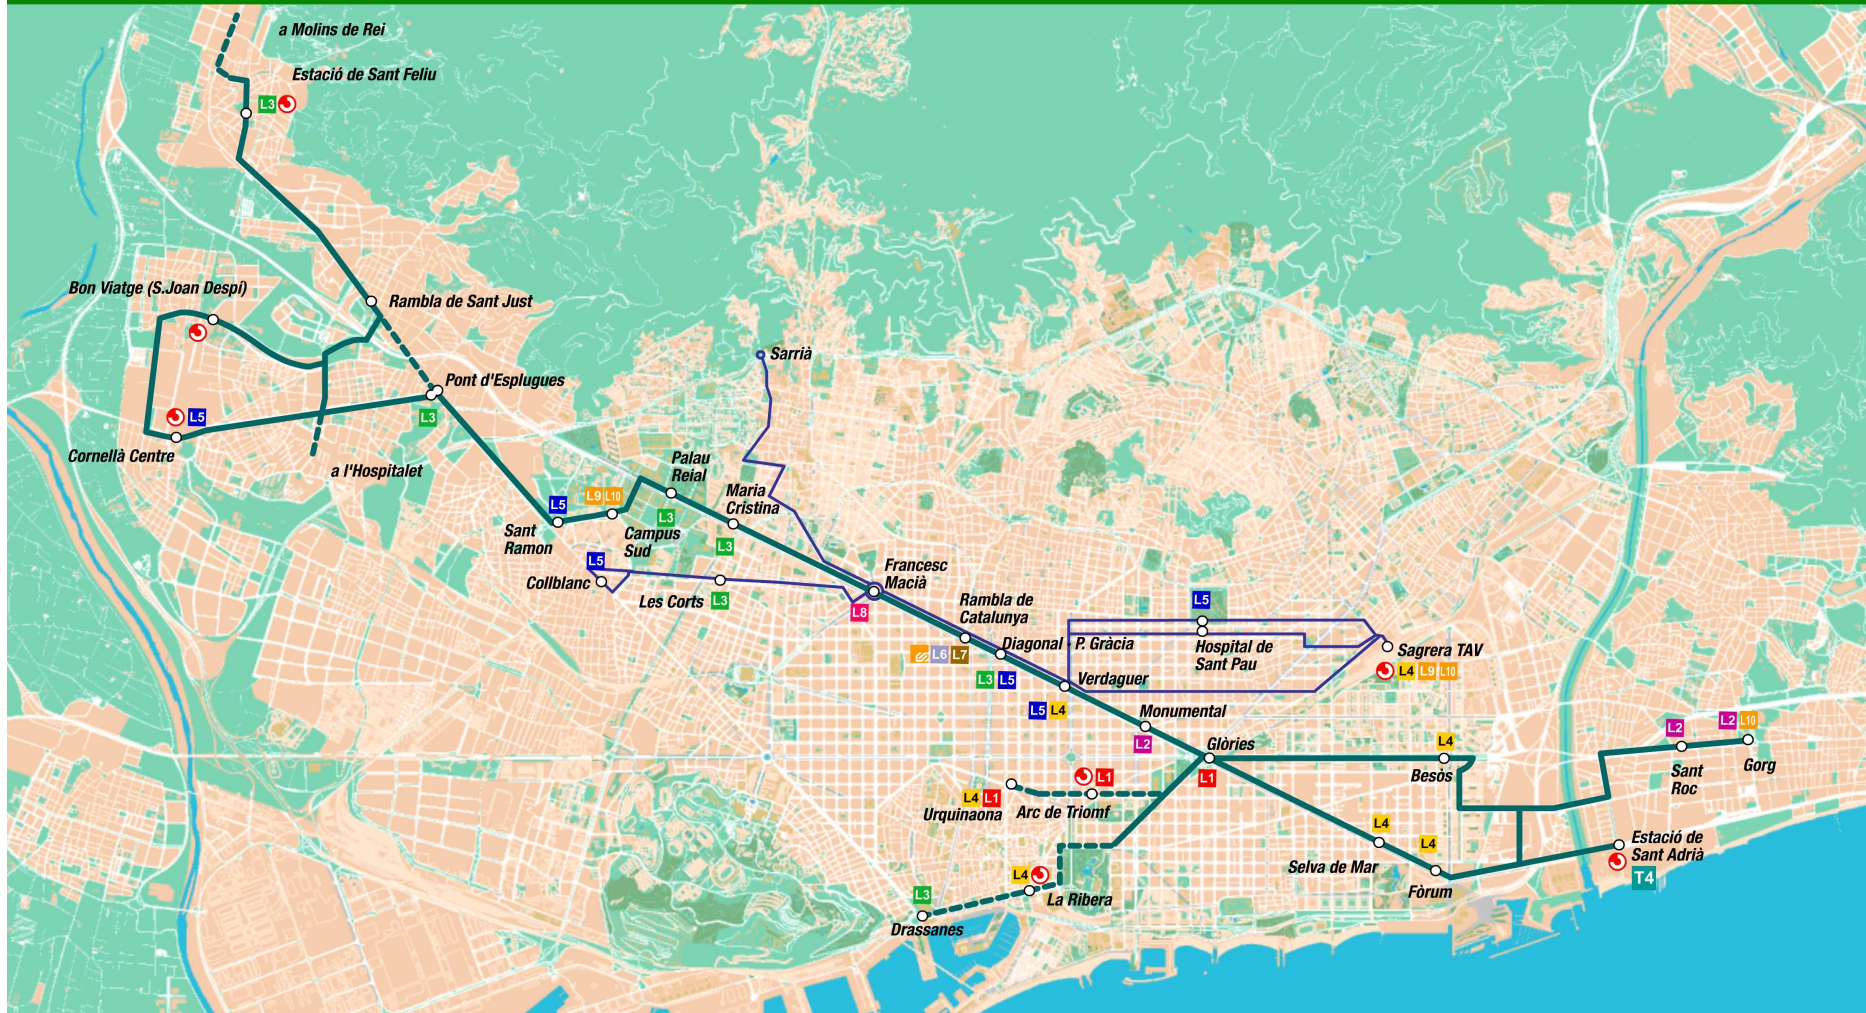 a Molins de Rei
Estació de Sant Feliu
L3
Bon Viatge (S.Joan Despí)
Rambla de Sant Just
Sarrià
Pont d'Esplugues
L5
L3
Cornellà Centre
a l'Hospitalet
Palau
Reial
Maria
Cristina
L5
L9 L10
L3
Sant
Ramon
Campus
Sud
L3
L5
Collblanc
Les Corts L3
Francesc
Macià
L8
Rambla de
Catalunya
L6 L7
Diagonal - P. Gràcia
L3 L5
L5
Hospital de
Sant Pau
Sagrera TAV
L4 L9 L10
Verdaguer
L5 L4
Monumental
L2
Glòries
L1
L4
Besòs
L2
L2 L10
Sant
Roc
Gorg
L1
L4 L1
Urquinaona
Arc de Triomf
L4
L4
Selva de Mar
Fòrum
Estació de
Sant Adrià
T4
L4
La Ribera
L3
Drassanes